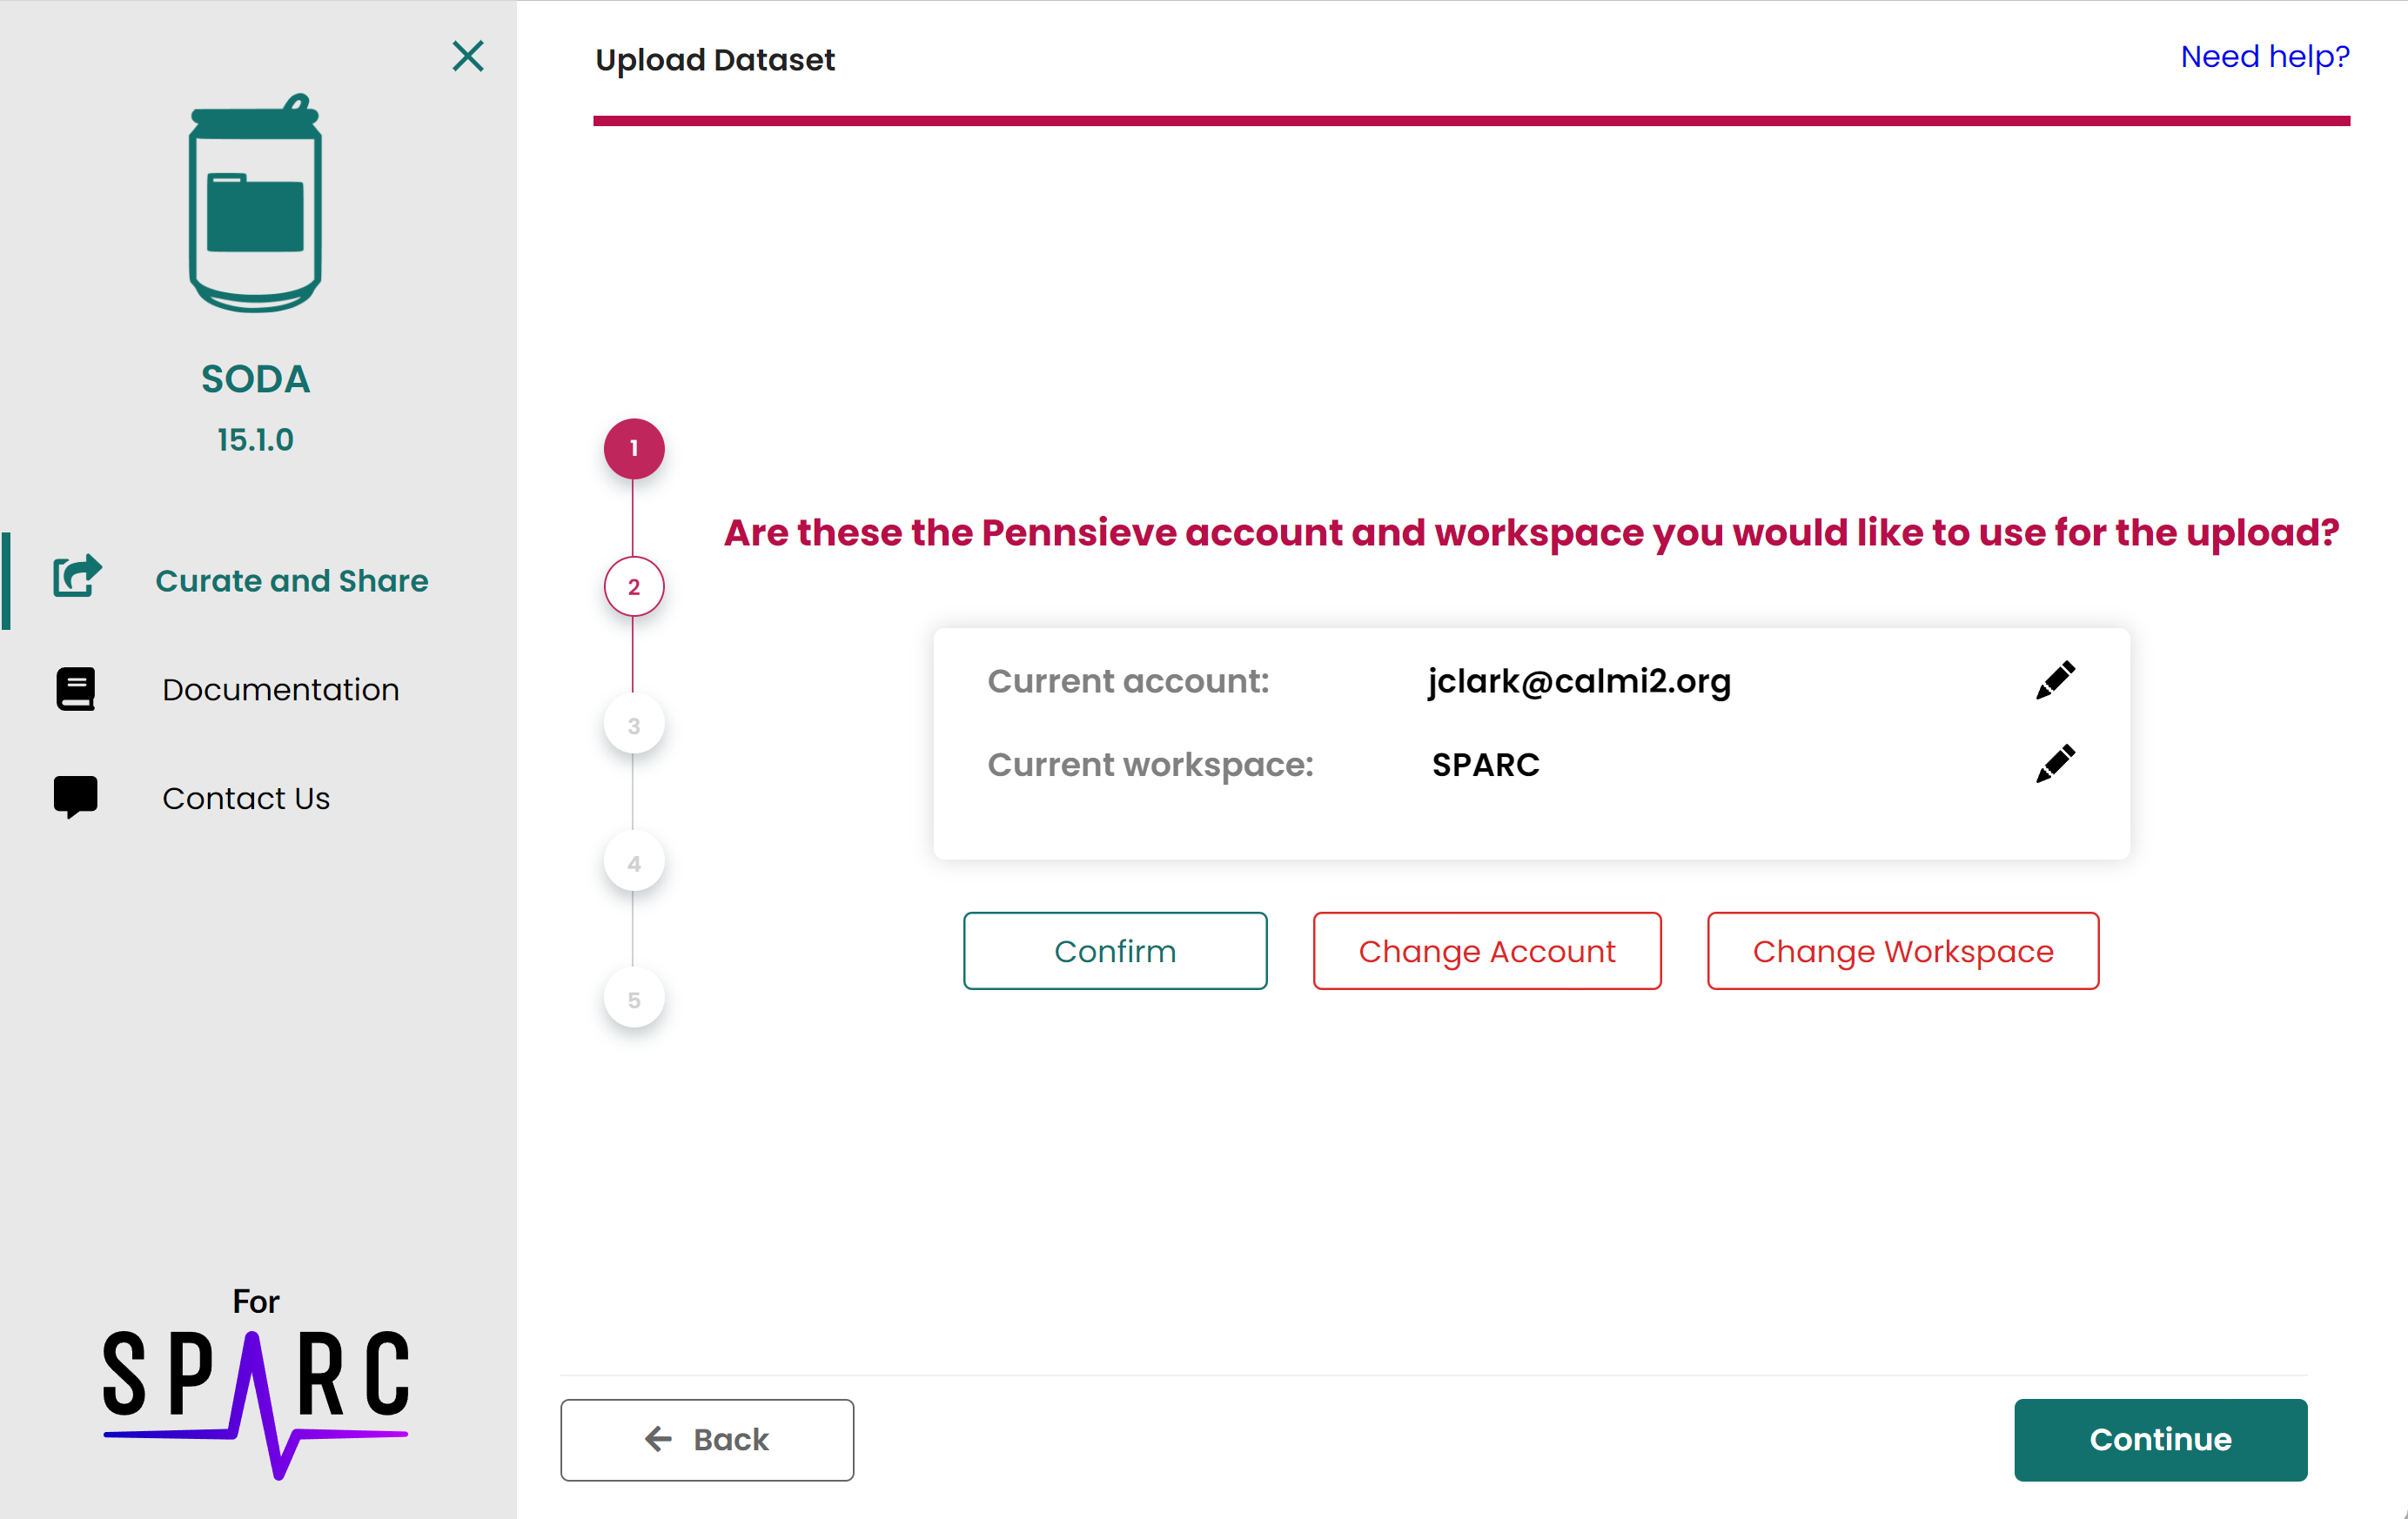 Upload Dataset
Need help?
SODA
15.1.0
Curate and Share
Documentation
Contact Us
For
SPARC
1
2
3
4
5
Are these the Pennsieve account and workspace you would like to use for the upload?
Current account: jclark@calmi2.org
Current workspace: SPARC
Confirm
Change Account
Change Workspace
Back
Continue